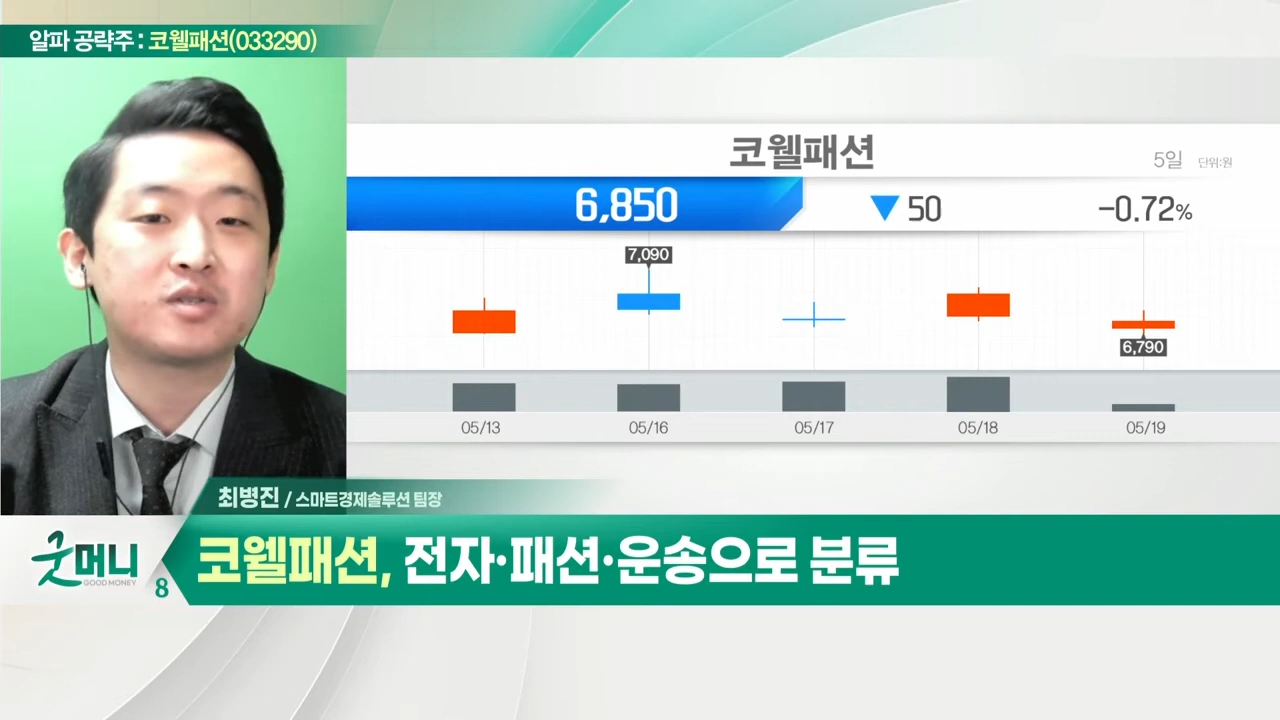 알파 공략주 : 코웰패션(033290)
코웰패션
5일 단위:원
6,850 ▼ 50 -0.72%
7,090
6,790
05/13 05/16 05/17 05/18 05/19
최병진 / 스마트경제솔루션 팀장
굿머니
GOOD MONEY
8
코웰패션, 전자·패션·운송으로 분류